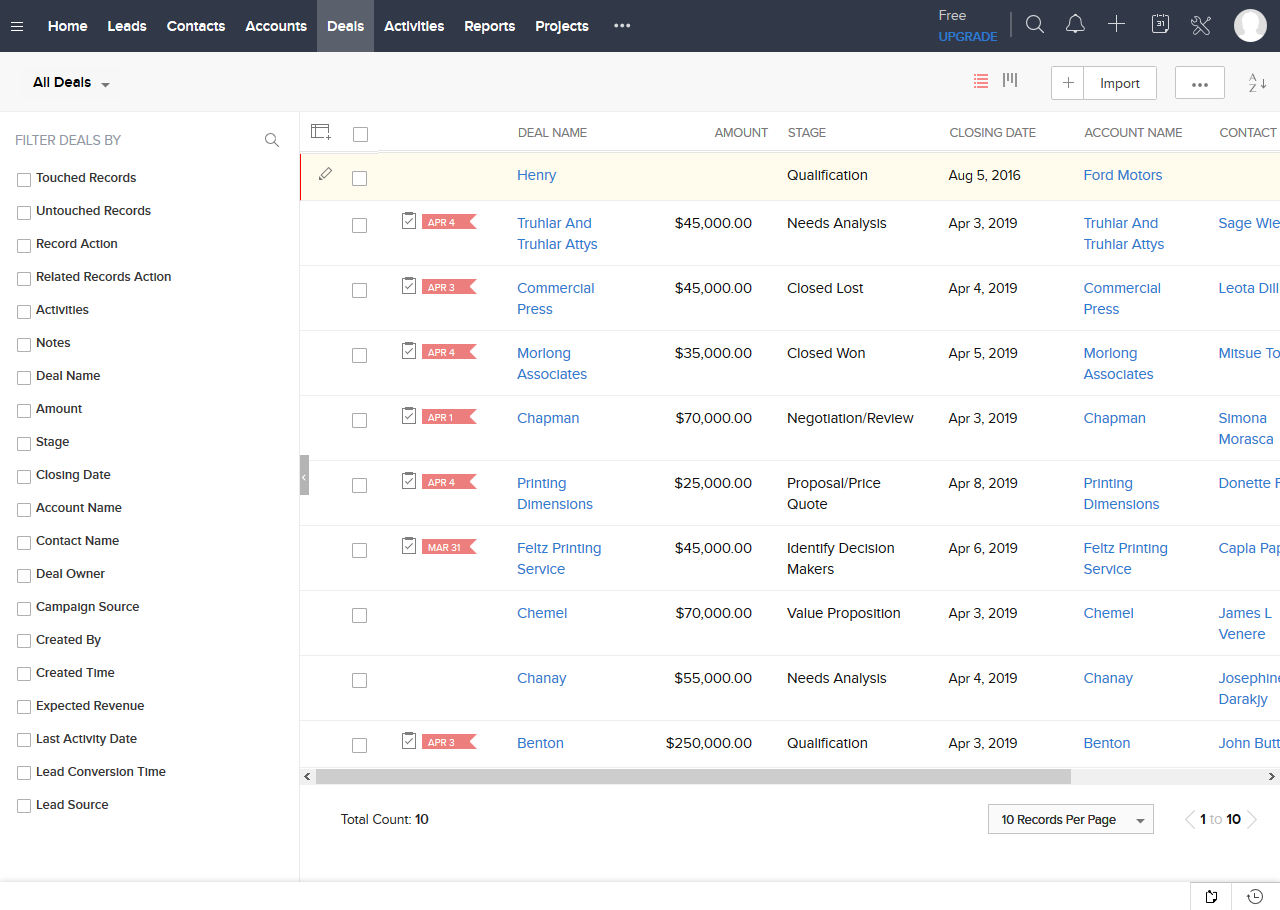 Home Leads Contacts Accounts Deals Activities Reports Projects ••• Free
UPGRADE
31
All Deals
Import
•••
A
Z
FILTER DEALS BY
Touched Records
Untouched Records
Record Action
Related Records Action
Activities
Notes
Deal Name
Amount
Stage
Closing Date
Account Name
Contact Name
Deal Owner
Campaign Source
Created By
Created Time
Expected Revenue
Last Activity Date
Lead Conversion Time
Lead Source
DEAL NAME AMOUNT STAGE CLOSING DATE ACCOUNT NAME CONTACT
Henry Qualification Aug 5, 2016 Ford Motors
APR 4 Truhlar And $45,000.00 Needs Analysis Apr 3, 2019 Truhlar And Sage Wie
Truhlar Attys Truhlar Attys
APR 3 Commercial $45,000.00 Closed Lost Apr 4, 2019 Commercial Leota Dill
Press Press
APR 4 Morlong $35,000.00 Closed Won Apr 5, 2019 Morlong Mitsue To
Associates Associates
APR 1 Chapman $70,000.00 Negotiation/Review Apr 3, 2019 Chapman Simona
Morasca
APR 4 Printing $25,000.00 Proposal/Price Apr 8, 2019 Printing Donette F
Dimensions Quote Dimensions
MAR 31 Feltz Printing $45,000.00 Identify Decision Apr 6, 2019 Feltz Printing Capla Pap
Service Makers Service
Chemel $70,000.00 Value Proposition Apr 3, 2019 Chemel James L
Venere
Chanay $55,000.00 Needs Analysis Apr 4, 2019 Chanay Josephine
Darakjy
APR 3 Benton $250,000.00 Qualification Apr 3, 2019 Benton John Butt
Total Count: 10
10 Records Per Page
1 to 10